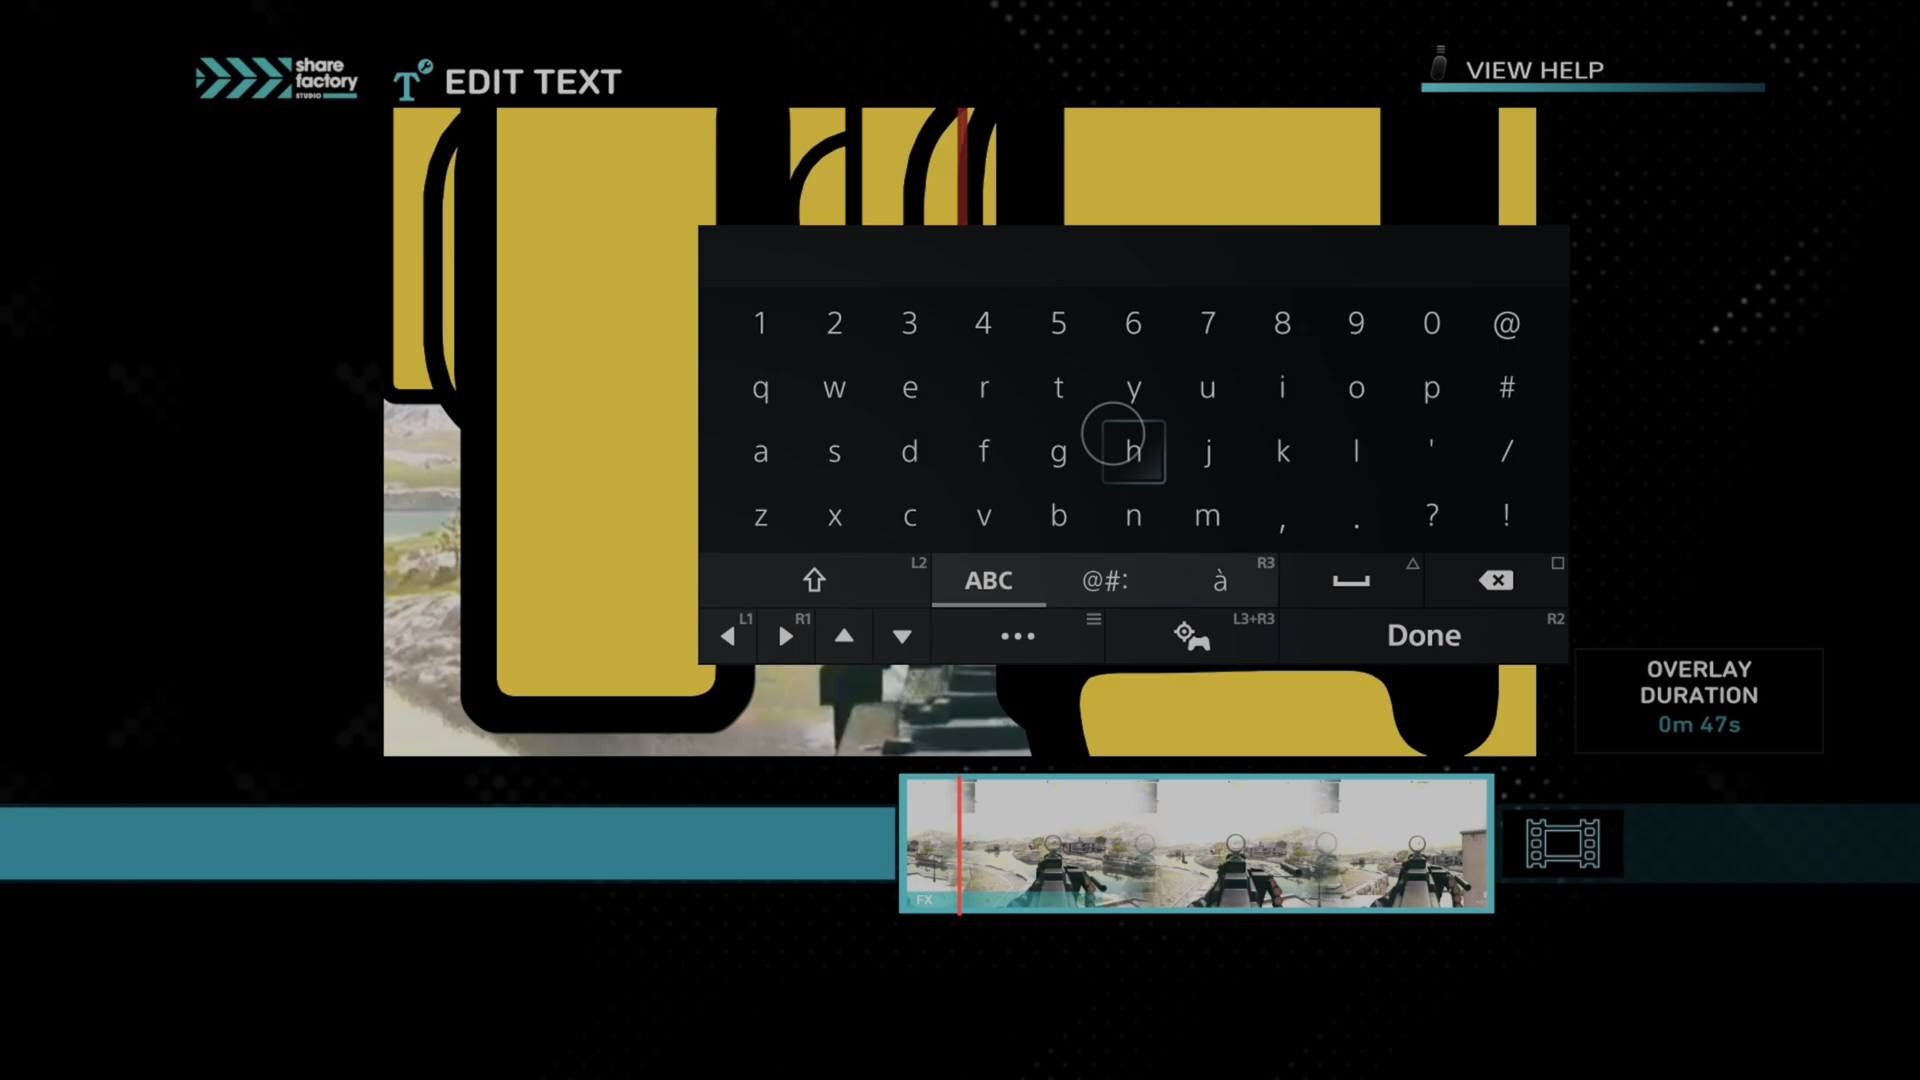 share
factory
STUDIO
EDIT TEXT
VIEW HELP
1 2 3 4 5 6 7 8 9 0 @
q w e r t y u i o p #
a s d f g h j k l ' /
z x c v b n m , . ? !
L2 ABC @#: à R3
L1 R1 ... L3+R3 Done R2
OVERLAY
DURATION
0m 47s
FX